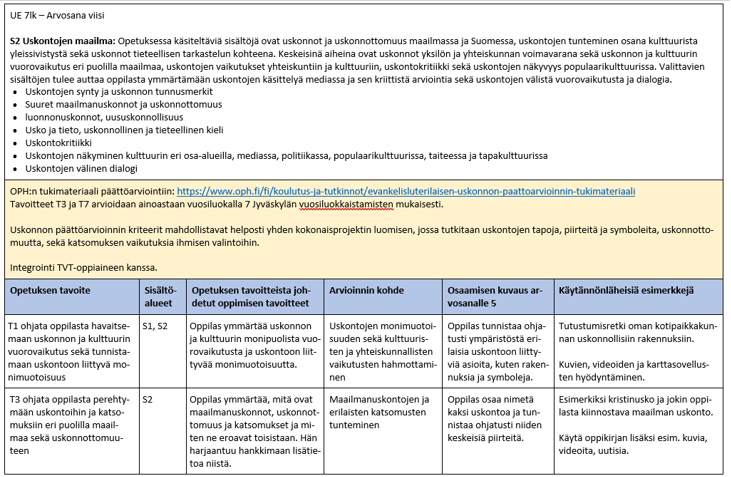 UE 7lk – Arvosana viisi
S2 Uskontojen maailma: Opetuksessa käsiteltäviä sisältöjä ovat uskonnot ja uskonnottomuus maailmassa ja Suomessa, uskontojen tunteminen osana kulttuurista
yleissivistystä sekä uskonnot tieteellisen tarkastelun kohteena. Keskeisinä aiheina ovat uskonnot yksilön ja yhteiskunnan voimavarana sekä uskonnon ja kulttuurin
vuorovaikutus eri puolilla maailmaa, uskontojen vaikutukset yhteiskuntiin ja kulttuuriin, uskontokritiikki sekä uskontojen näkyvyys populaarikulttuurissa. Valittavien
sisältöjen tulee auttaa oppilasta ymmärtämään uskontojen käsittelyä mediassa ja sen kriittistä arviointia sekä uskontojen välistä vuorovaikutusta ja dialogia.
• Uskontojen synty ja uskonnon tunnusmerkit
• Suuret maailmanuskonnot ja uskonnottomuus
• luonnonuskonnot, uususkonnollisuus
• Usko ja tieto, uskonnollinen ja tieteellinen kieli
• Uskontokritiikki
• Uskontojen näkyminen kulttuurin eri osa-alueilla, mediassa, politiikassa, populaarikulttuurissa, taiteessa ja tapakulttuurissa
• Uskontojen välinen dialogi
OPH:n tukimateriaali päättöarviointiin: https://www.oph.fi/fi/koulutus-ja-tutkinnot/evankelisluterilaisen-uskonnon-paattoarvioinnin-tukimateriaali
Tavoitteet T3 ja T7 arvioidaan ainoastaan vuosiluokalla 7 Jyväskylän vuosiluokkaistamisten mukaisesti.
Uskonnon päättöarvioinnin kriteerit mahdollistavat helposti yhden kokonaisprojektin luomisen, jossa tutkitaan uskontojen tapoja, piirteitä ja symboleita, uskonnotto-
muutta, sekä katsomuksen vaikutuksia ihmisen valintoihin.
Integrointi TVT-oppiaineen kanssa.
Opetuksen tavoite
Sisältö-
alueet
Opetuksen tavoitteista joh-
detut oppimisen tavoitteet
Arvioinnin kohde
Osaamisen kuvaus ar-
vosanalle 5
Käytännönläheisiä esimerkkejä
T1 ohjata oppilasta havaitse-
maan uskonnon ja kulttuurin
vuorovaikutus sekä tunnista-
maan uskontoon liittyvä mo-
nimuotoisuus
S1, S2
Oppilas ymmärtää uskonnon
ja kulttuurin monipuolista vuo-
rovaikutusta ja uskontoon liit-
tyvää monimuotoisuutta.
Uskontojen monimuotoi-
suuden sekä kulttuuris-
ten ja yhteiskunnallisten
vaikutusten hahmottami-
nen
Oppilas tunnistaa ohja-
tusti ympäristöstä eri-
laisia uskontoon liitty-
viä asioita, kuten raken-
nuksia ja symboleja.
Tutustumisretki oman kotipaikkakun-
nan uskonnollisiin rakennuksiin.
Kuvien, videoiden ja karttasovellus-
ten hyödyntäminen.
T3 ohjata oppilasta perehty-
mään uskontoihin ja katso-
muksiin eri puolilla maail-
maa sekä uskonnottomuu-
teen
S2
Oppilas ymmärtää, mitä ovat
maailmanuskonnot, uskonnot-
tomuus ja katsomukset ja mi-
ten ne eroavat toisistaan. Hän
harjaantuu hankkimaan lisätie-
toa niistä.
Maailmanuskontojen ja
erilaisten katsomusten
tunteminen
Oppilas osaa nimetä
kaksi uskontoa ja tun-
nistaa ohjatusti niiden
keskeisiä piirteitä.
Esimerkiksi kristinusko ja jokin oppi-
lasta kiinnostava maailman uskonto.
Käytä oppikirjan lisäksi esim. kuvia,
videoita, uutisia.